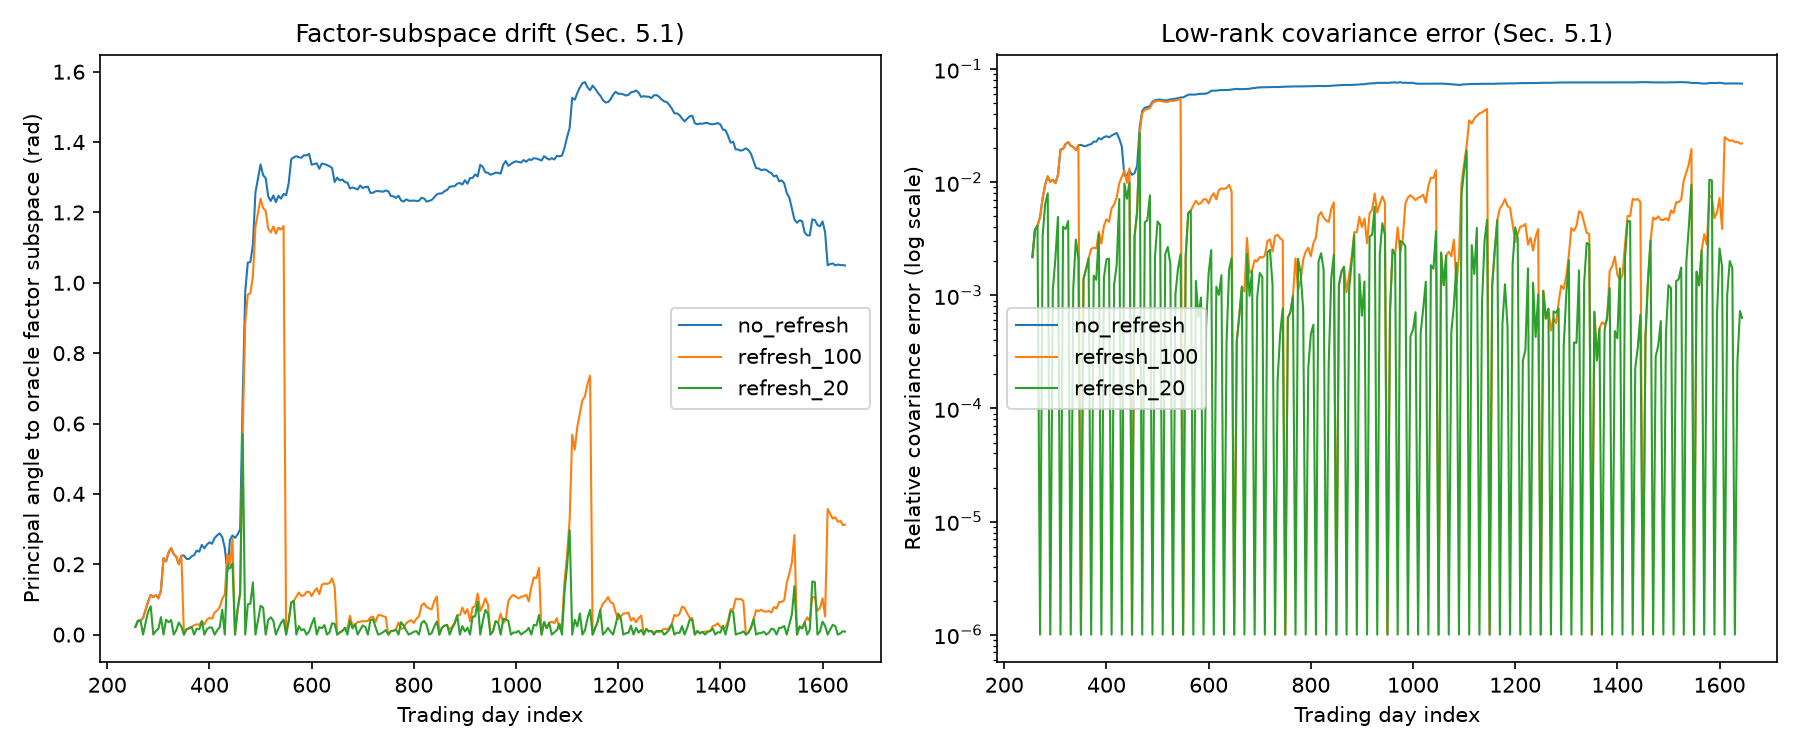 Factor-subspace drift (Sec. 5.1)
Principal angle to oracle factor subspace (rad)
1.6
1.4
1.2
1.0
0.8
0.6
0.4
0.2
0.0
no_refresh
refresh_100
refresh_20
200 400 600 800 1000 1200 1400 1600
Trading day index
Low-rank covariance error (Sec. 5.1)
Relative covariance error (log scale)
10⁻¹
10⁻²
10⁻³
10⁻⁴
10⁻⁵
10⁻⁶
no_refresh
refresh_100
refresh_20
200 400 600 800 1000 1200 1400 1600
Trading day index